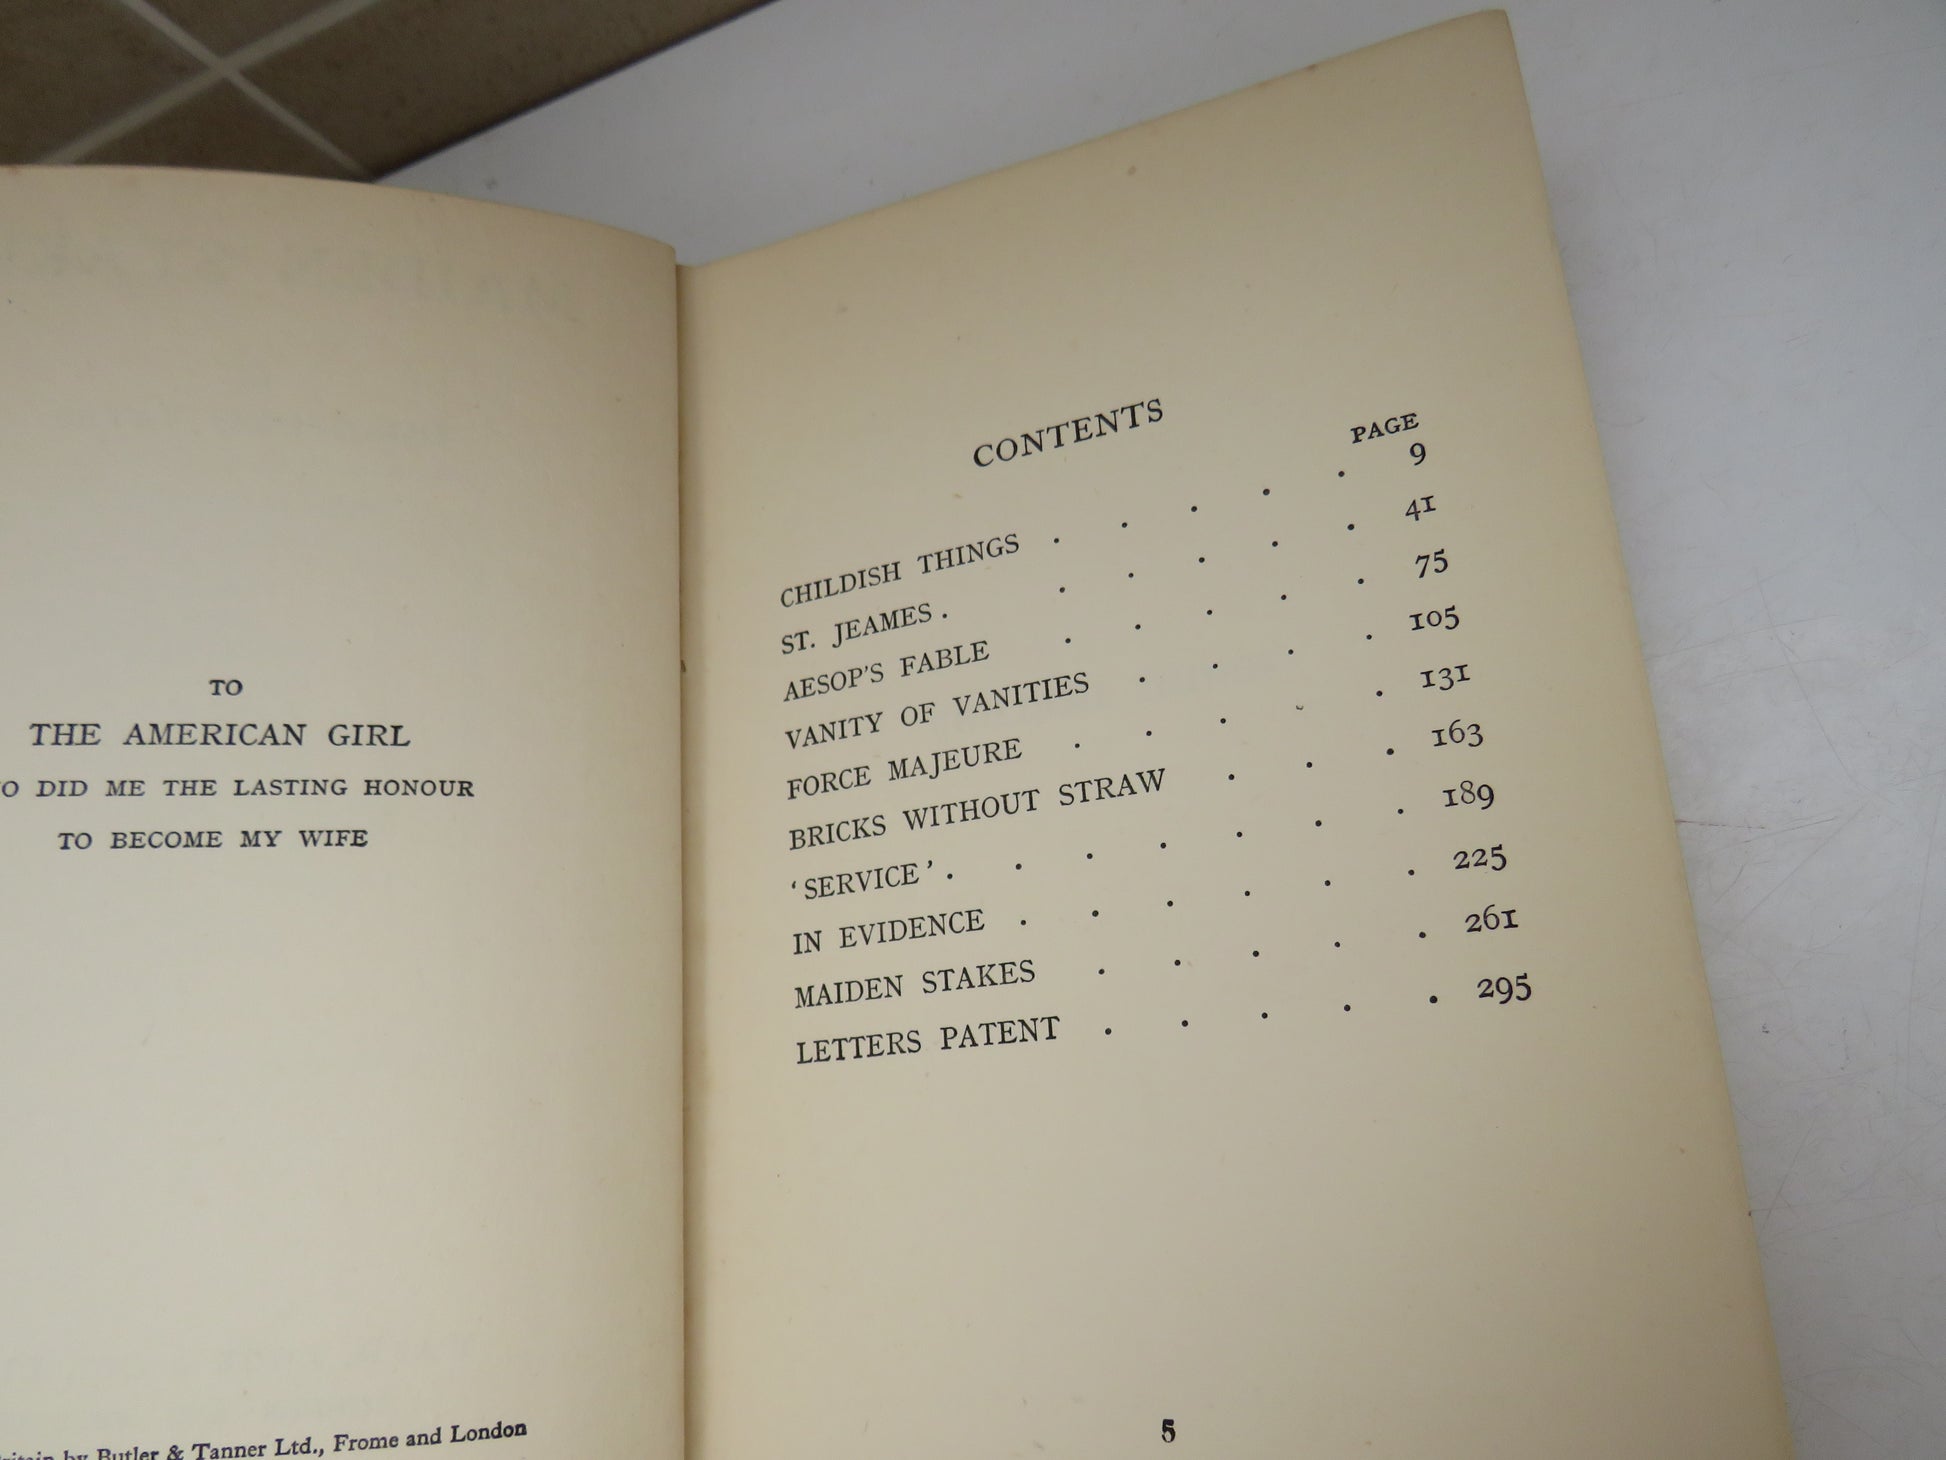 TO
THE AMERICAN GIRL
DID ME THE LASTING HONOUR
TO BECOME MY WIFE
by Butler & Tanner Ltd., Frome and London
CONTENTS
PAGE
CHILDISH THINGS . . . . . 9
ST. JEAMES . . . . . . 41
AESOP'S FABLE . . . . . 75
VANITY OF VANITIES . . . . 105
FORCE MAJEURE . . . . . 131
BRICKS WITHOUT STRAW . . . 163
'SERVICE' . . . . . . . 189
IN EVIDENCE . . . . . . 225
MAIDEN STAKES . . . . . 261
LETTERS PATENT . . . . . 295
5